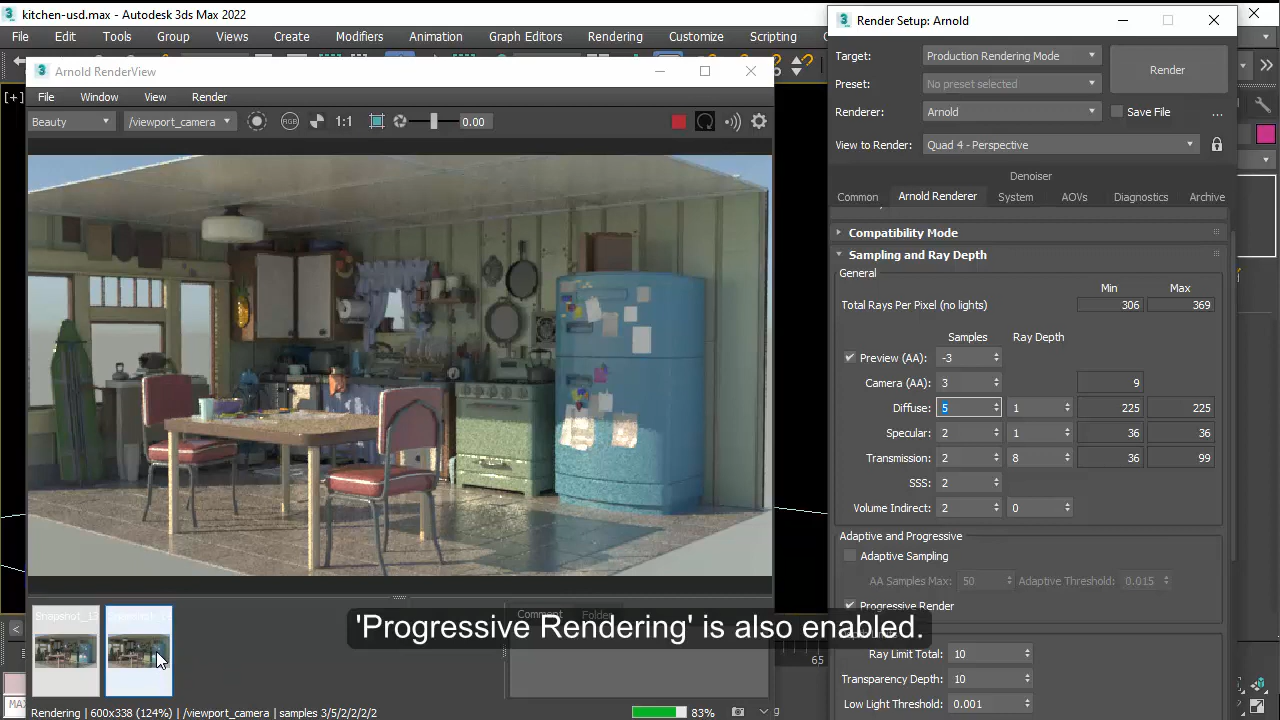 kitchen-usd.max - Autodesk 3ds Max 2022
File Edit Tools Group Views Create Modifiers Animation Graph Editors Rendering Customize Scripting
[+]
Arnold RenderView
File Window View Render
Beauty /viewport_camera RGB 1:1 0.00
Comment Folder
'Progressive Rendering' is also enabled.
65
Rendering | 600x338 (124%) | /viewport_camera | samples 3/5/2/2/2/2
83%
Render Setup: Arnold
Target: Production Rendering Mode
Render
Preset: No preset selected
Renderer: Arnold Save File ...
View to Render: Quad 4 - Perspective
Denoiser
Common Arnold Renderer System AOVs Diagnostics Archive
Compatibility Mode
Sampling and Ray Depth
General
Min Max
Total Rays Per Pixel (no lights) 306 369
Samples Ray Depth
Preview (AA): -3
Camera (AA): 3 9
Diffuse: 5 1 225 225
Specular: 2 1 36 36
Transmission: 2 8 36 99
SSS: 2
Volume Indirect: 2 0
Adaptive and Progressive
Adaptive Sampling
AA Samples Max: 50 Adaptive Threshold: 0.015
Progressive Render
Ray Limit Total: 10
Transparency Depth: 10
Low Light Threshold: 0.001